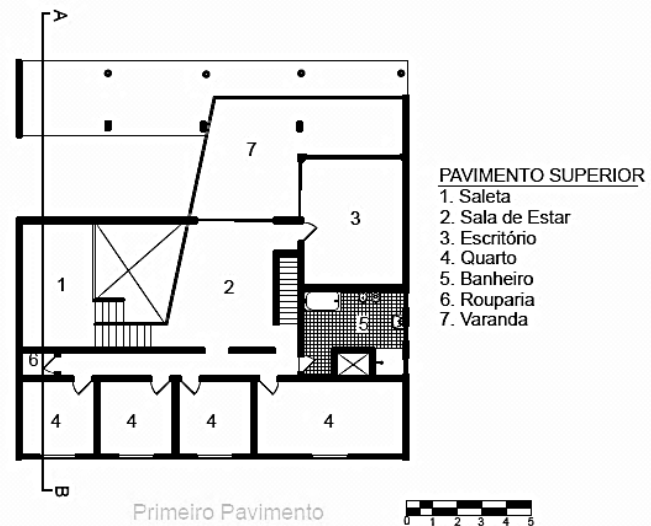 A
7
3
1
2
5
6
4
4
4
4
B
PAVIMENTO SUPERIOR
1. Saleta
2. Sala de Estar
3. Escritório
4. Quarto
5. Banheiro
6. Rouparia
7. Varanda
Primeiro Pavimento
0 1 2 3 4 5